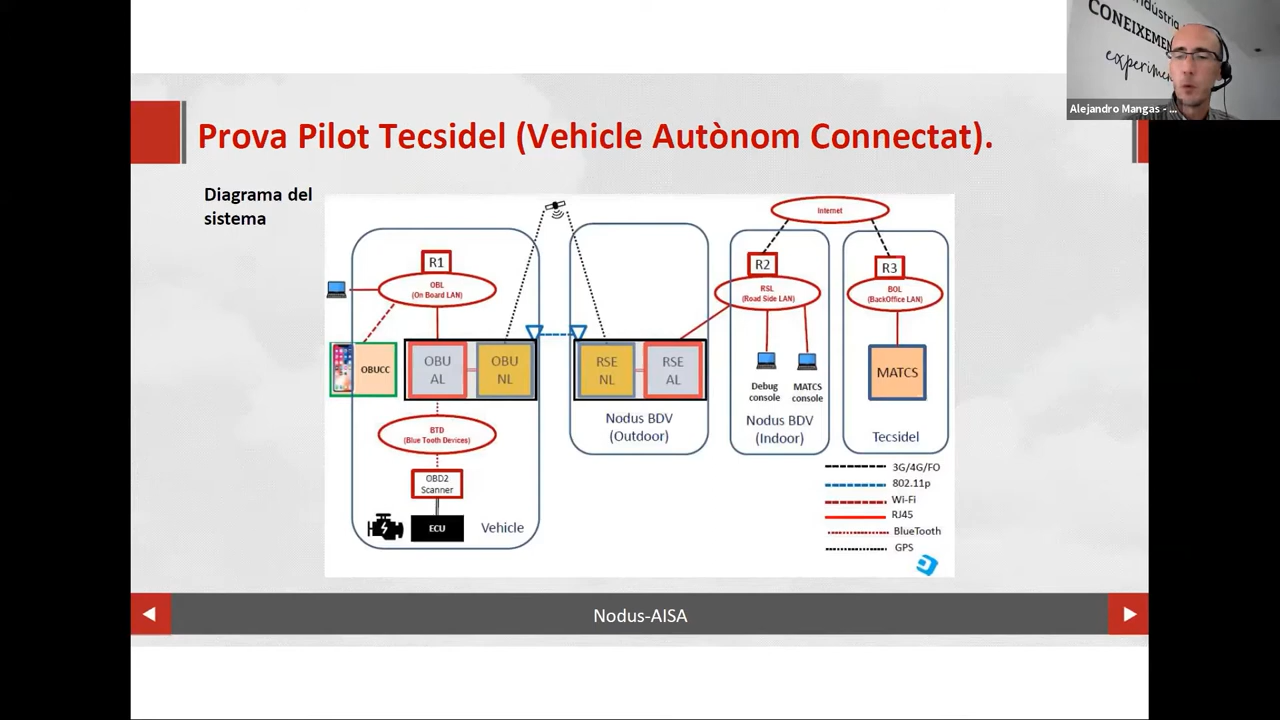 indústria
CONEIXEMEN
experimen
Alejandro Mangas - ...
Prova Pilot Tecsidel (Vehicle Autònom Connectat).
Diagrama del
sistema
Internet
R1
R2
R3
OBL
(On Board LAN)
RSL
(Road Side LAN)
BOL
(BackOffice LAN)
OBUCC
OBU
AL
OBU
NL
RSE
NL
RSE
AL
Debug
console
MATCS
console
MATCS
Nodus BDV
(Outdoor)
Nodus BDV
(Indoor)
Tecsidel
BTD
(Blue Tooth Devices)
OBD2
Scanner
ECU
Vehicle
3G/4G/FO
802.11p
Wi-Fi
RJ45
BlueTooth
GPS
Nodus-AISA